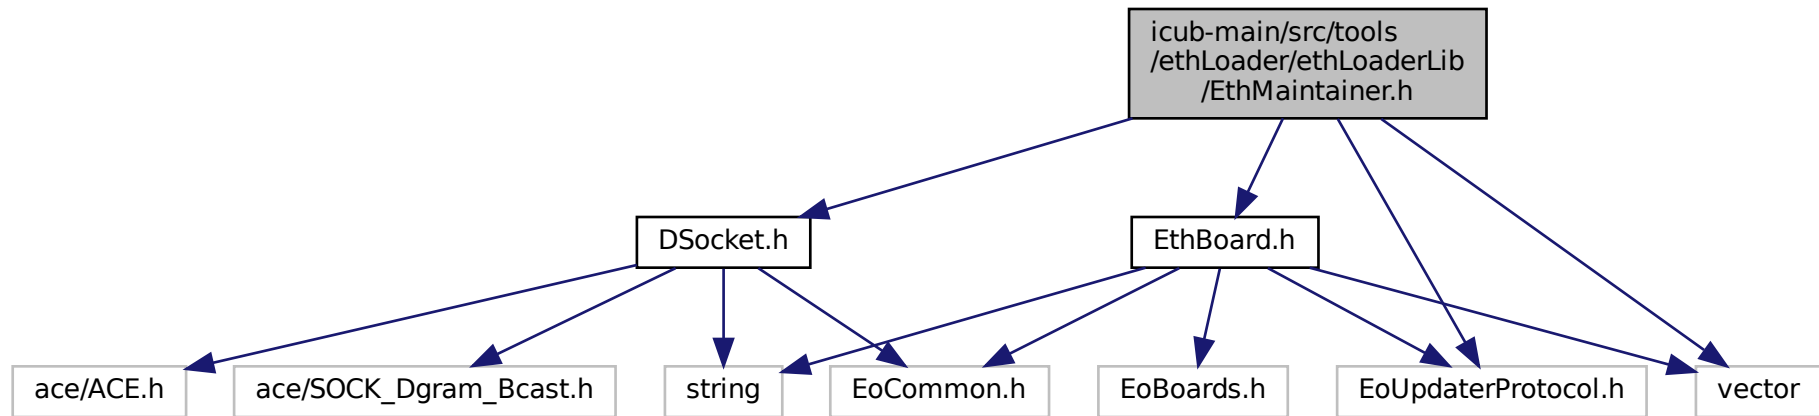 icub-main/src/tools
/ethLoader/ethLoaderLib
/EthMaintainer.h
DSocket.h
EthBoard.h
ace/ACE.h
ace/SOCK_Dgram_Bcast.h
string
EoCommon.h
EoBoards.h
EoUpdaterProtocol.h
vector